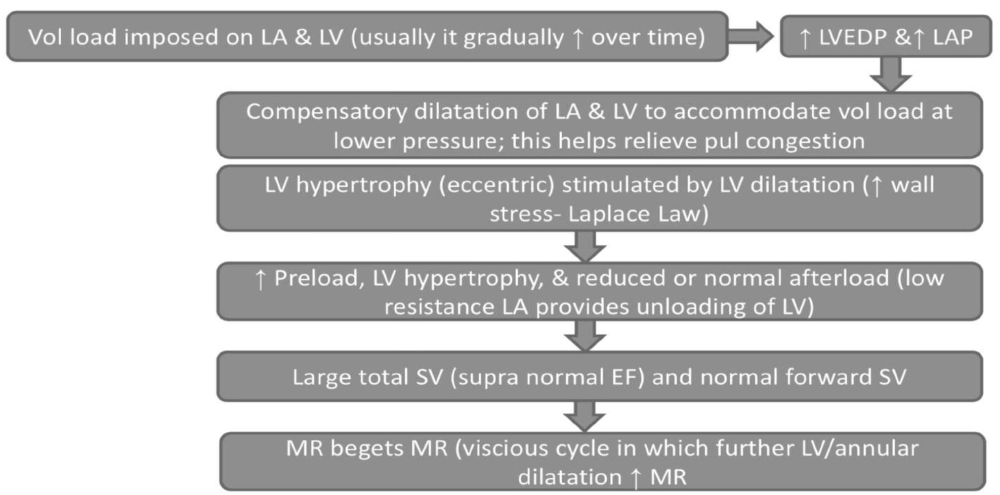 Vol load imposed on LA & LV (usually it gradually ↑ over time)
↑ LVEDP &↑ LAP
Compensatory dilatation of LA & LV to accommodate vol load at
lower pressure; this helps relieve pul congestion
LV hypertrophy (eccentric) stimulated by LV dilatation (↑ wall
stress- Laplace Law)
↑ Preload, LV hypertrophy, & reduced or normal afterload (low
resistance LA provides unloading of LV)
Large total SV (supra normal EF) and normal forward SV
MR begets MR (viscious cycle in which further LV/annular
dilatation ↑ MR